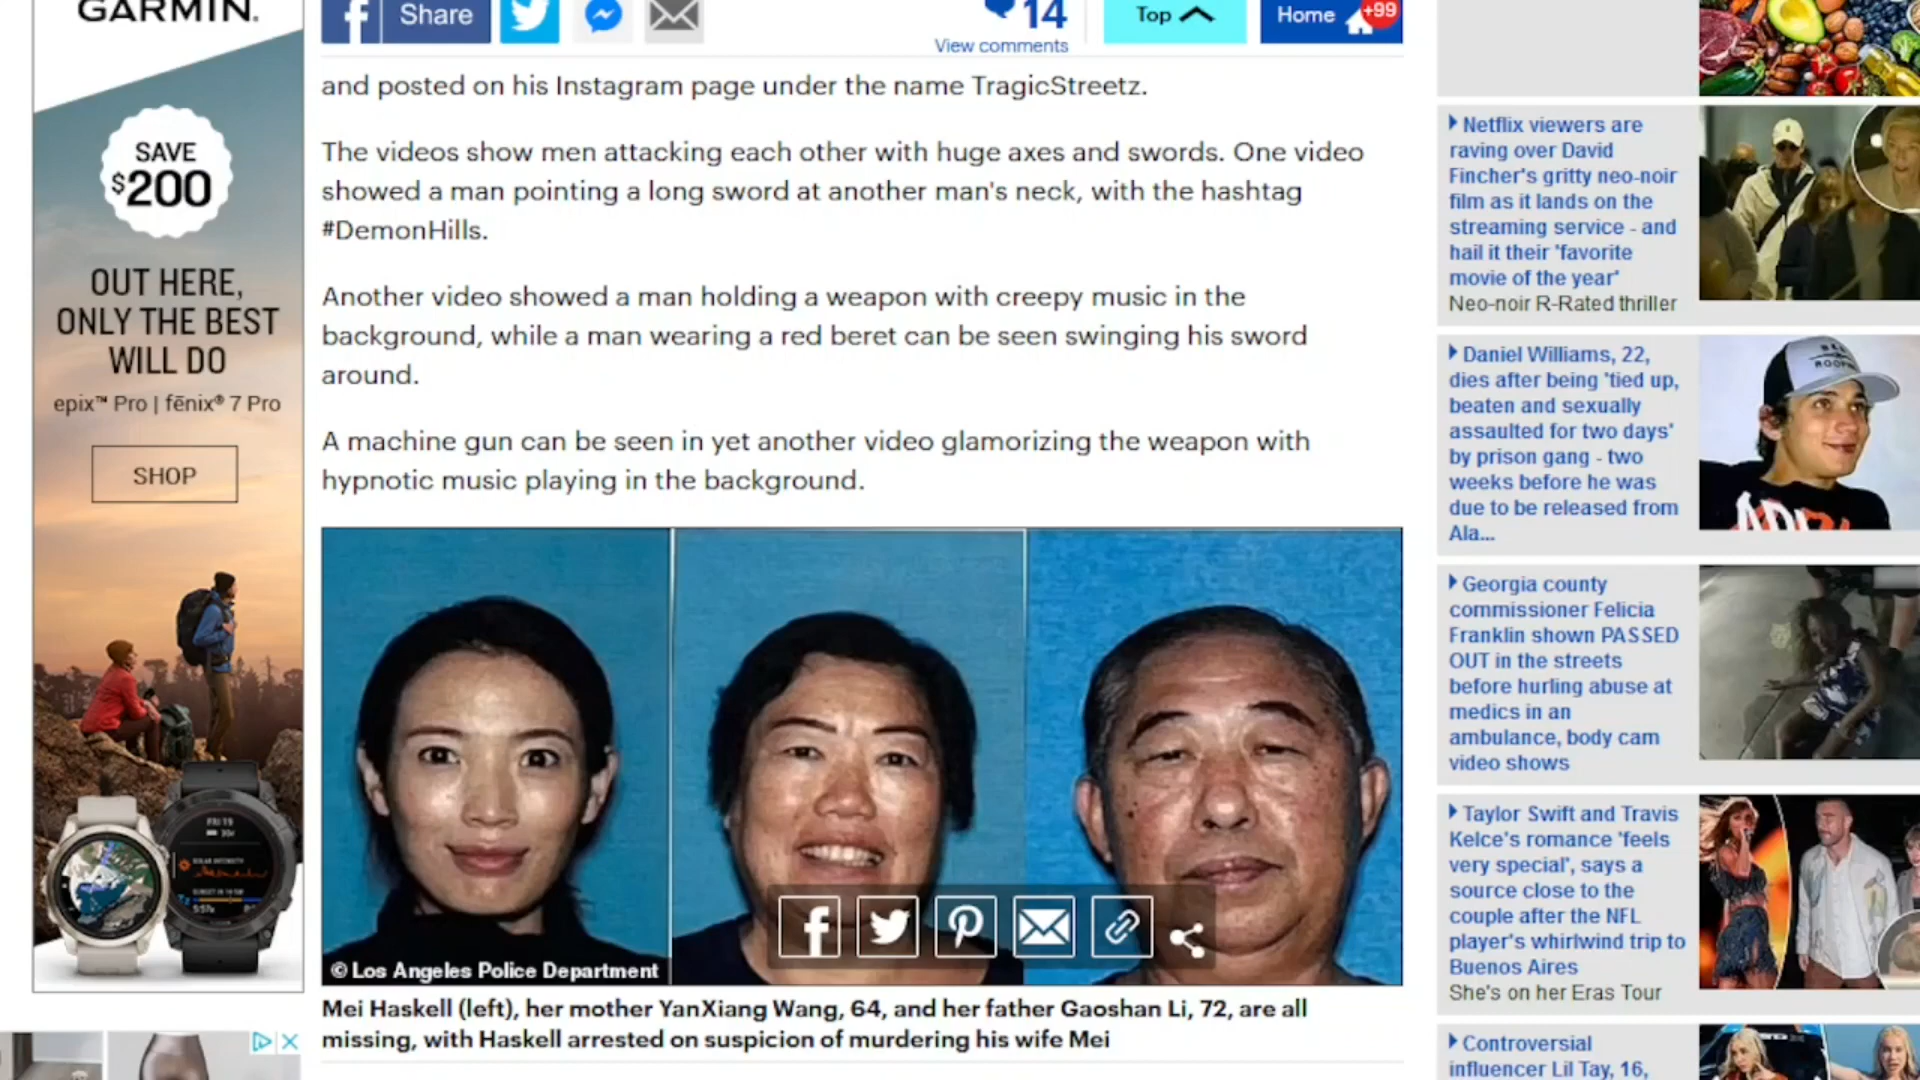 GARMIN.
SAVE
$200
OUT HERE,
ONLY THE BEST
WILL DO
epix™ Pro | fēnix® 7 Pro
SHOP
Share
14
View comments
Top
Home
+99
and posted on his Instagram page under the name TragicStreetz.
The videos show men attacking each other with huge axes and swords. One video
showed a man pointing a long sword at another man's neck, with the hashtag
#DemonHills.
Another video showed a man holding a weapon with creepy music in the
background, while a man wearing a red beret can be seen swinging his sword
around.
A machine gun can be seen in yet another video glamorizing the weapon with
hypnotic music playing in the background.
© Los Angeles Police Department
Mei Haskell (left), her mother YanXiang Wang, 64, and her father Gaoshan Li, 72, are all
missing, with Haskell arrested on suspicion of murdering his wife Mei
Netflix viewers are
raving over David
Fincher's gritty neo-noir
film as it lands on the
streaming service - and
hail it their 'favorite
movie of the year'
Neo-noir R-Rated thriller
Daniel Williams, 22,
dies after being 'tied up,
beaten and sexually
assaulted for two days'
by prison gang - two
weeks before he was
due to be released from
Ala...
Georgia county
commissioner Felicia
Franklin shown PASSED
OUT in the streets
before hurling abuse at
medics in an
ambulance, body cam
video shows
Taylor Swift and Travis
Kelce's romance 'feels
very special', says a
source close to the
couple after the NFL
player's whirlwind trip to
Buenos Aires
She's on her Eras Tour
Controversial
influencer Lil Tay, 16,